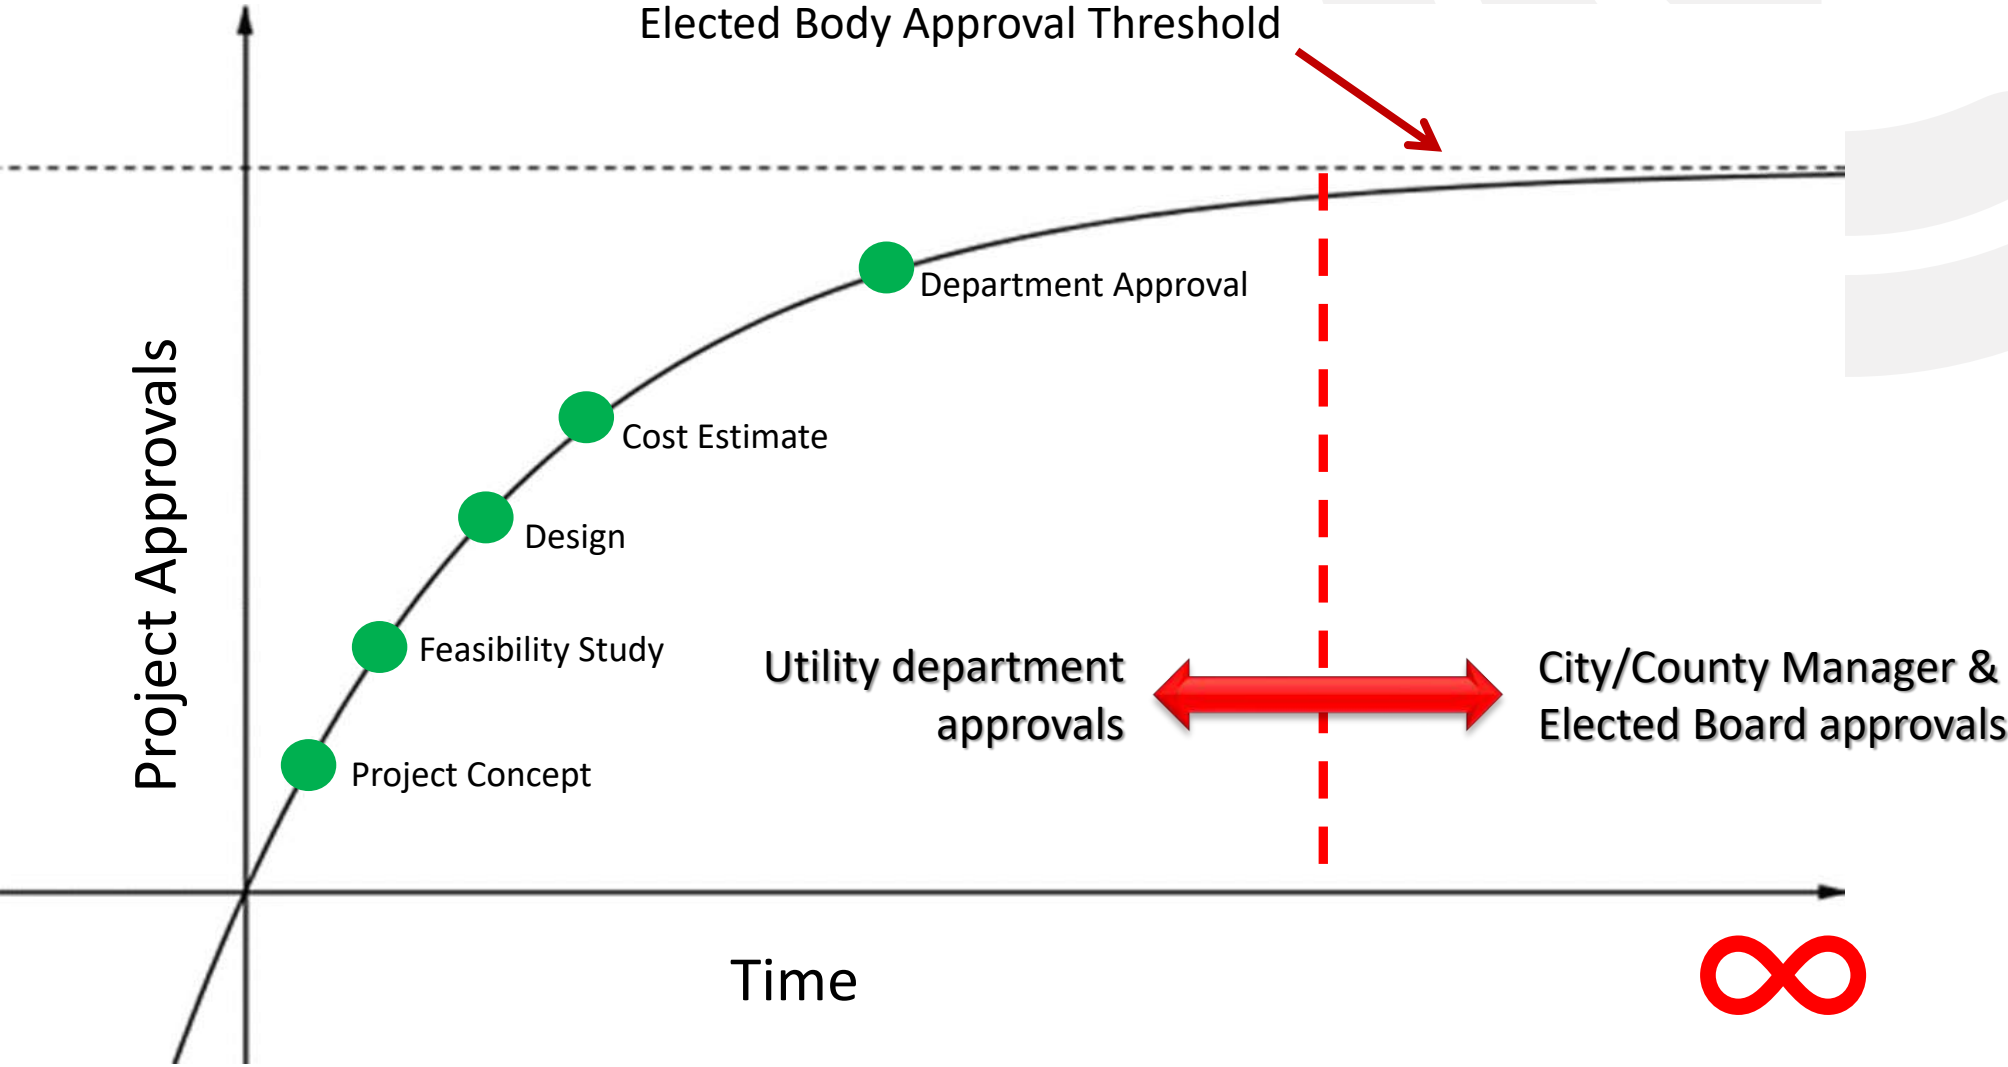 Elected Body Approval Threshold
Department Approval
Cost Estimate
Design
Feasibility Study
Project Concept
Project Approvals
Utility department
approvals
City/County Manager &
Elected Board approvals
Time
∞